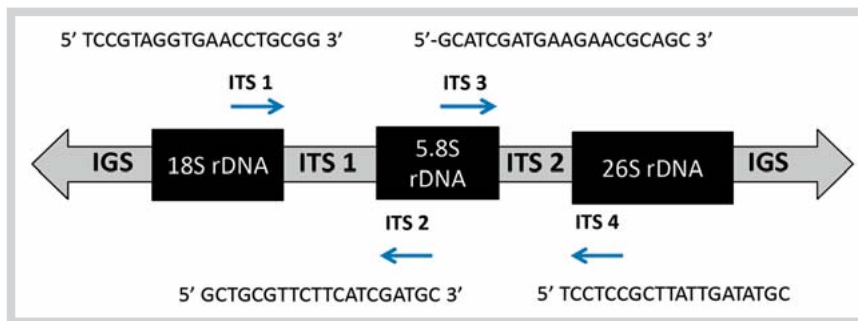 5’ TCCGTAGGTGAACCTGCGG 3’
5’-GCATCGATGAAGAACGCAGC 3’
ITS 1
ITS 3
IGS
18S rDNA
ITS 1
5.8S
rDNA
ITS 2
26S rDNA
IGS
ITS 2
ITS 4
5’ GCTGCGTTCTTCATCGATGC 3’
5’ TCCTCCGCTTATTGATATGC